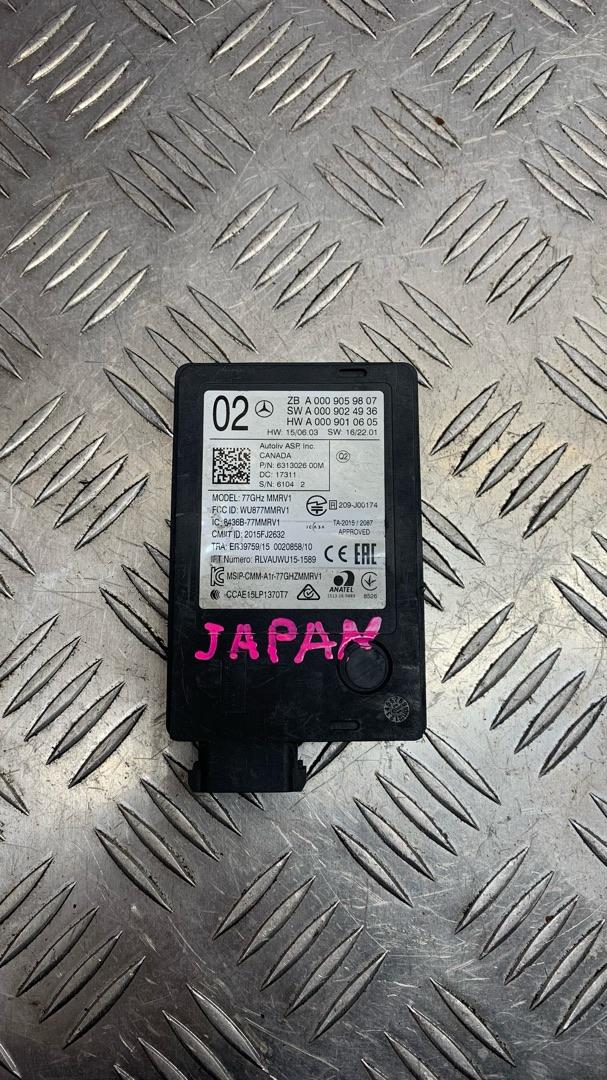 02
ZB A 000 905 98 07
SW A 000 902 49 36
HW A 000 901 06 05
HW: 15/06.03 SW: 16/22.01
Autoliv ASP, Inc.
CANADA
P/N: 6313026 00M
DC: 17311
S/N: 6104 2
Q2
MODEL: 77GHz MMRV1
FCC ID: WU877MMRV1
IC: 8436B-77MMRV1
CMIIT ID: 2015FJ2632
TRA: ER39759/15 0020858/10
IFT Numero: RLVAUWU15-1589
R 209-J00174
ICASA
TA-2015 / 2087
APPROVED
CE EAC
MSIP-CMM-A1r-77GHZMMRV1
CCAE15LP1370T7
ANATEL
8526
JAPAN